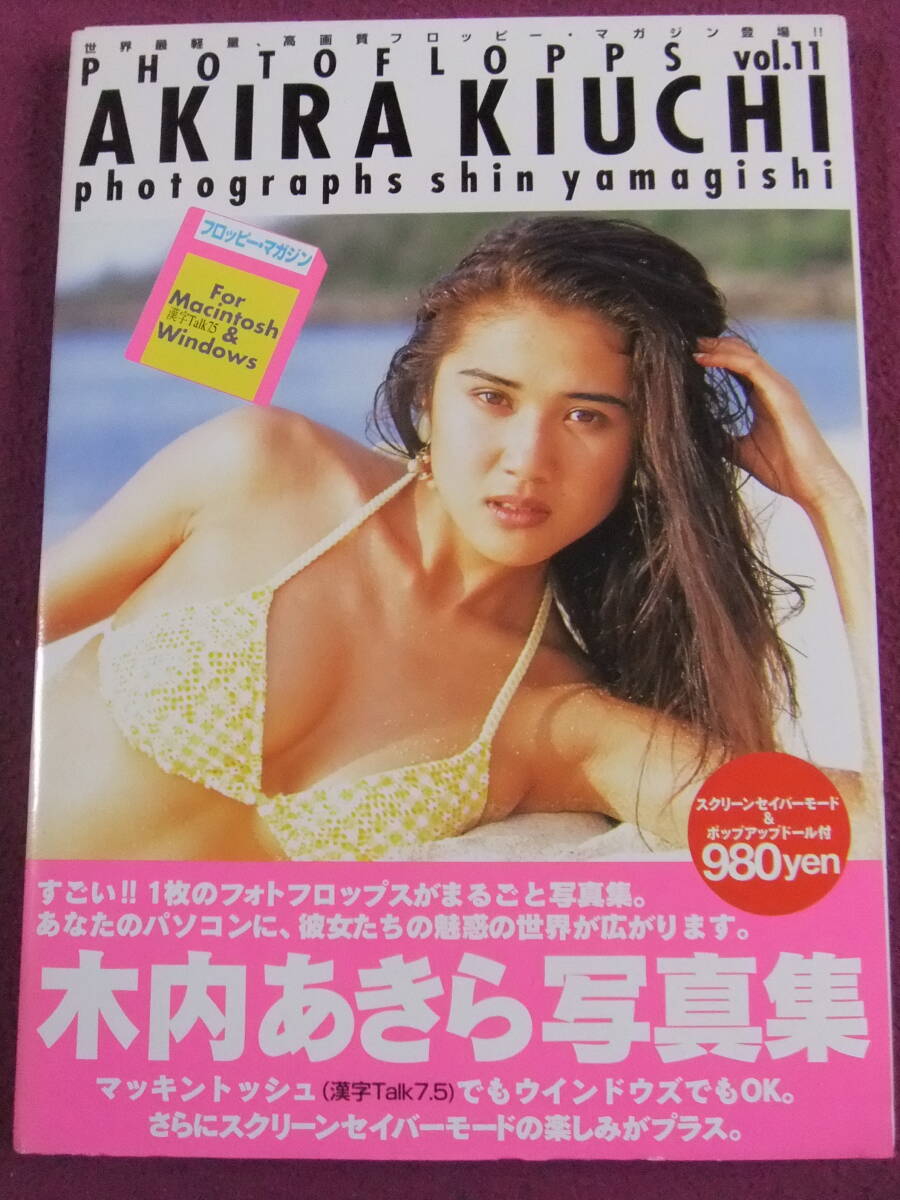 世界最軽量、高画質フロッピー・マガジン登場!!
PHOTOFLOPPS vol.11
AKIRA KIUCHI
photographs shin yamagishi
フロッピー・マガジン
For
Macintosh
漢字Talk7.5
&
Windows
スクリーンセイバーモード
&
ポップアップドール付
980yen
すごい!! 1枚のフォトフロップスがまるごと写真集。
あなたのパソコンに、彼女たちの魅惑の世界が広がります。
木内あきら写真集
マッキントッシュ(漢字Talk7.5)でもウインドウズでもOK。
さらにスクリーンセイバーモードの楽しみがプラス。